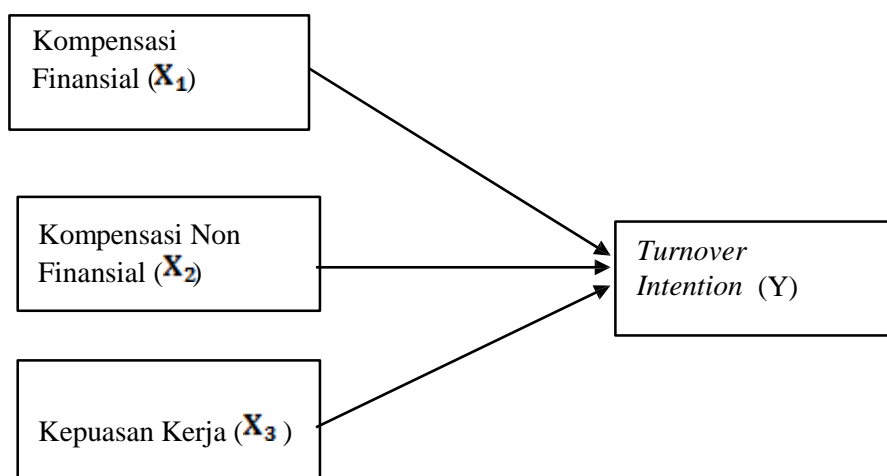 Kompensasi
Finansial (X₁)
Kompensasi Non
Finansial (X₂)
Turnover
Intention (Y)
Kepuasan Kerja (X₃ )